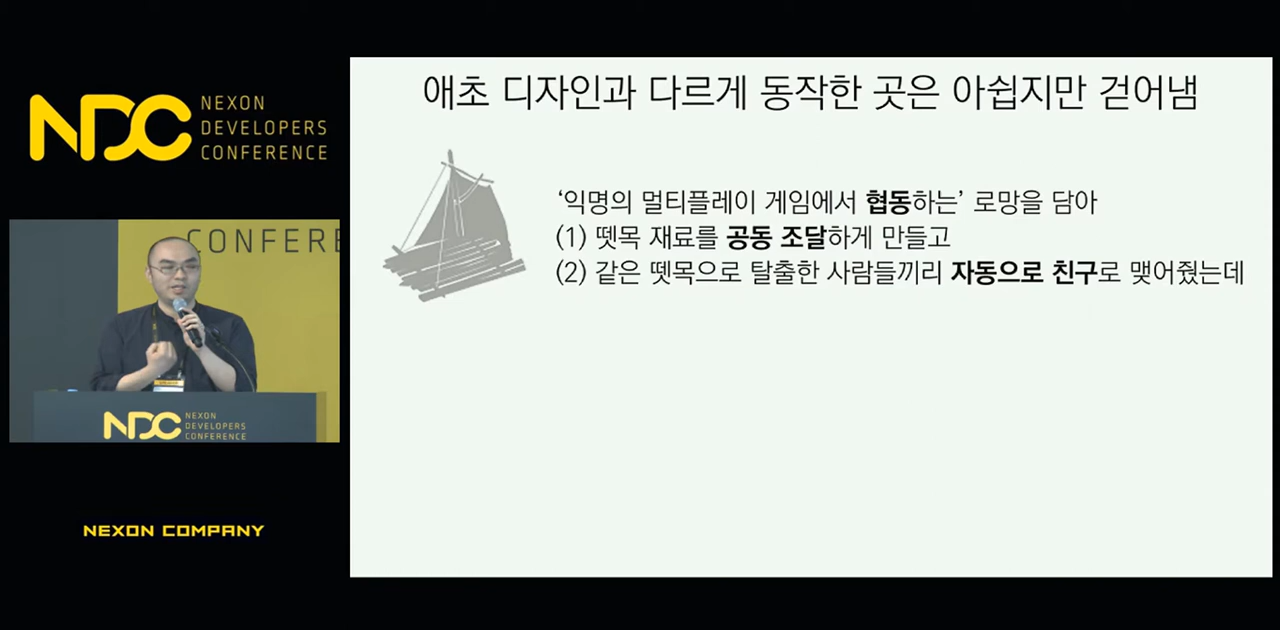 NDC
NEXON
DEVELOPERS
CONFERENCE
CONFERE
NDC
NEXON
DEVELOPERS
CONFERENCE
NEXON COMPANY
애초 디자인과 다르게 동작한 곳은 아쉽지만 걷어냄
‘익명의 멀티플레이 게임에서 협동하는’ 로망을 담아
(1) 뗏목 재료를 공동 조달하게 만들고
(2) 같은 뗏목으로 탈출한 사람들끼리 자동으로 친구로 맺어줬는데